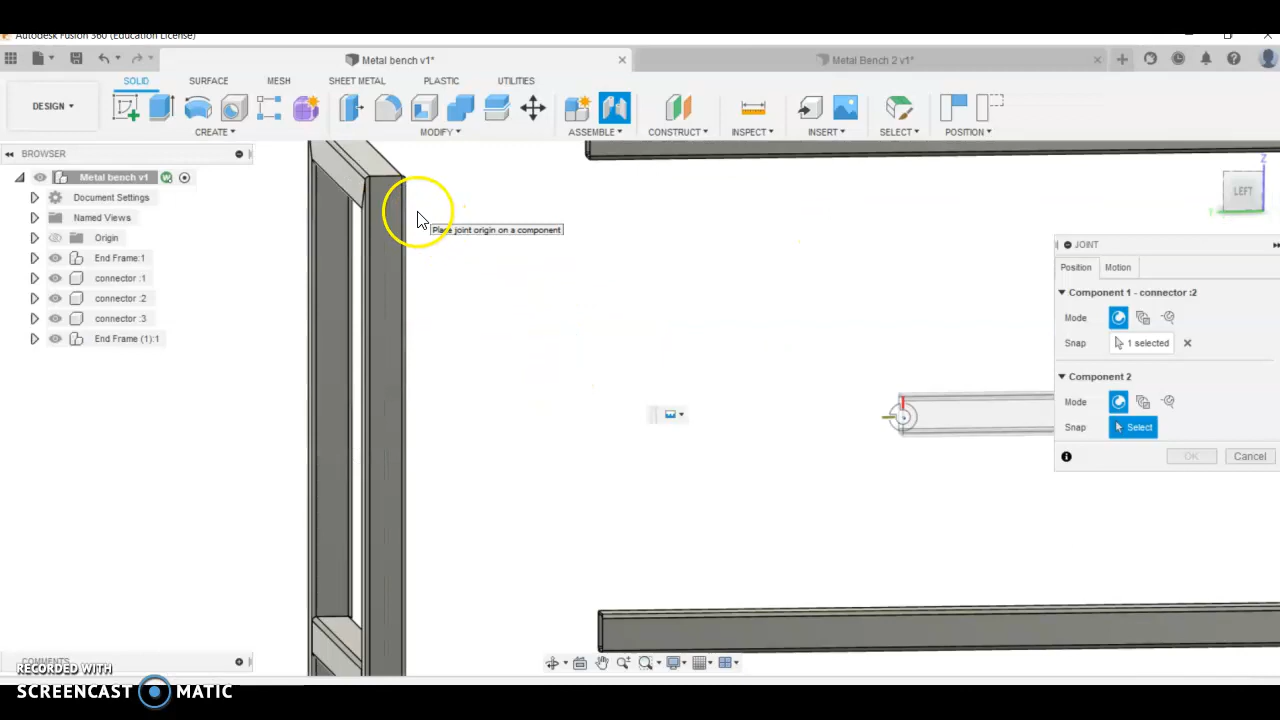 Autodesk Fusion 360 (Education License)
Metal bench v1*
Metal Bench 2 v1*
SOLID SURFACE MESH SHEET METAL PLASTIC UTILITIES
DESIGN
CREATE MODIFY ASSEMBLE CONSTRUCT INSPECT INSERT SELECT POSITION
BROWSER
Metal bench v1
Document Settings
Named Views
Origin
End Frame:1
connector :1
connector :2
connector :3
End Frame (1):1
Place joint origin on a component
LEFT
Z
JOINT
Position Motion
Component 1 - connector :2
Mode
Snap 1 selected
Component 2
Mode
Snap Select
OK Cancel
COMMENTS
RECORDED WITH
SCREENCAST MATIC